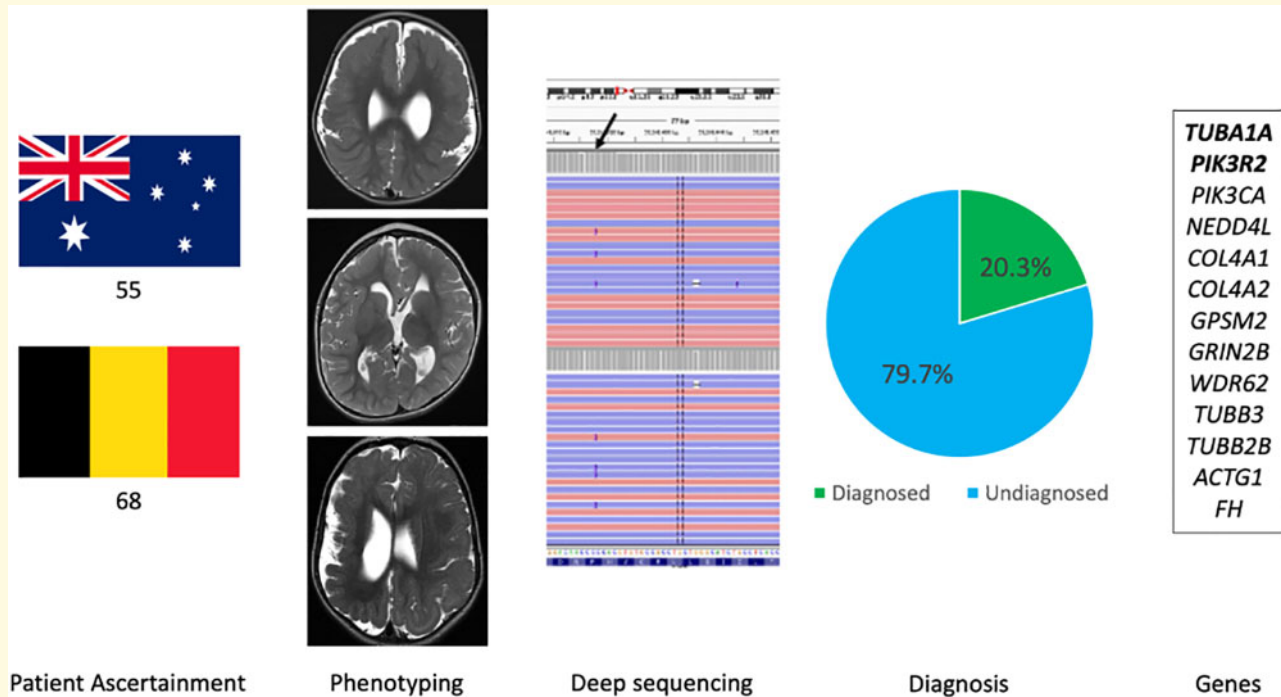 55
68
20.3%
79.7%
Diagnosed Undiagnosed
TUBA1A
PIK3R2
PIK3CA
NEDD4L
COL4A1
COL4A2
GPSM2
GRIN2B
WDR62
TUBB3
TUBB2B
ACTG1
FH
Patient Ascertainment Phenotyping Deep sequencing Diagnosis Genes